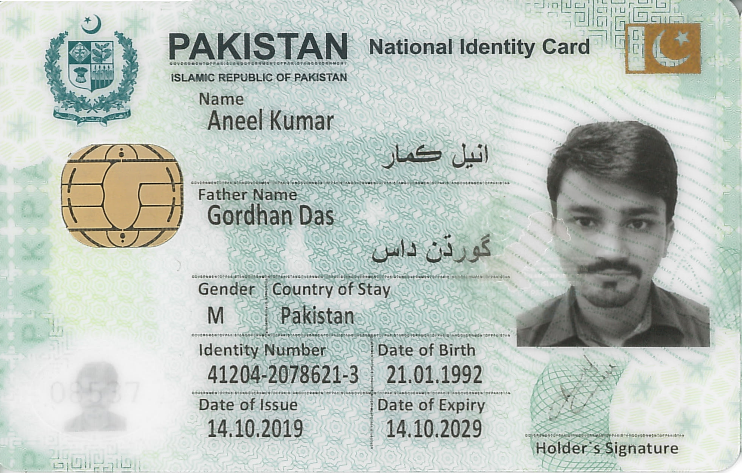 PAKISTAN National Identity Card
ISLAMIC REPUBLIC OF PAKISTAN
Name
Aneel Kumar
انیل کمار
Father Name
Gordhan Das
گورڌن داس
Gender Country of Stay
M Pakistan
Identity Number Date of Birth
41204-2078621-3 21.01.1992
Date of Issue Date of Expiry
14.10.2019 14.10.2029
Holder`s Signature
PAKPA